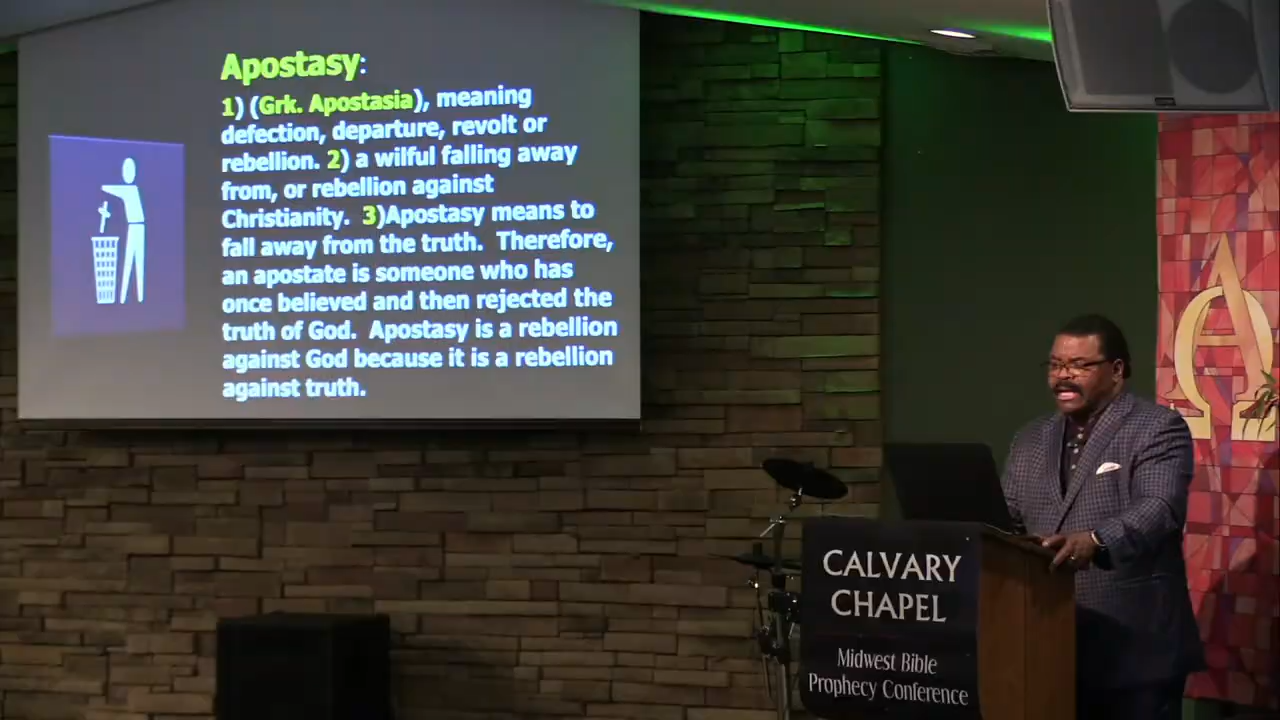 Apostasy:
1) (Grk. Apostasia), meaning
defection, departure, revolt or
rebellion. 2) a wilful falling away
from, or rebellion against
Christianity. 3)Apostasy means to
fall away from the truth. Therefore,
an apostate is someone who has
once believed and then rejected the
truth of God. Apostasy is a rebellion
against God because it is a rebellion
against truth.
CALVARY
CHAPEL
Midwest Bible
Prophecy Conference